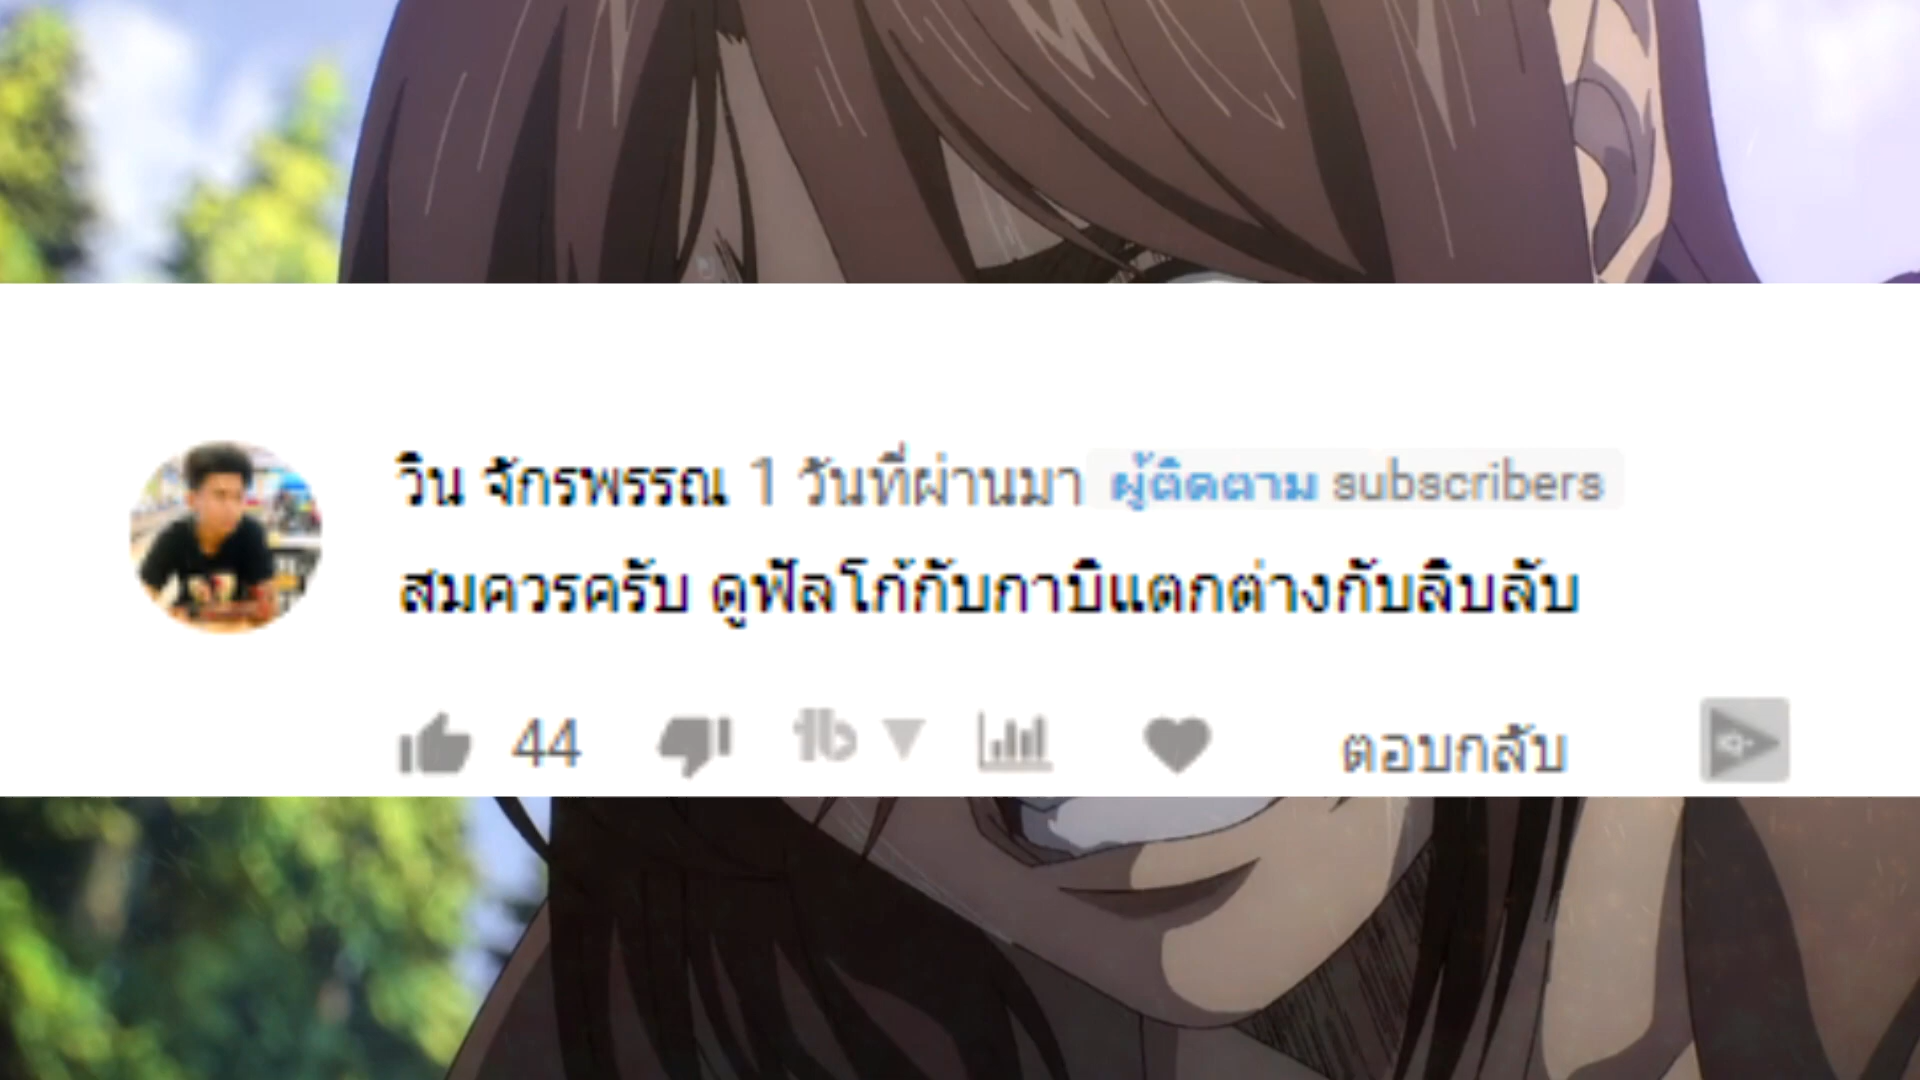 วิน จักรพรรณ 1 วันที่ผ่านมา ผู้ติดตาม subscribers
สมควรครับ ดูฟัลโก้กับกาบิแตกต่างกับลิบลับ
44 ตอบกลับ